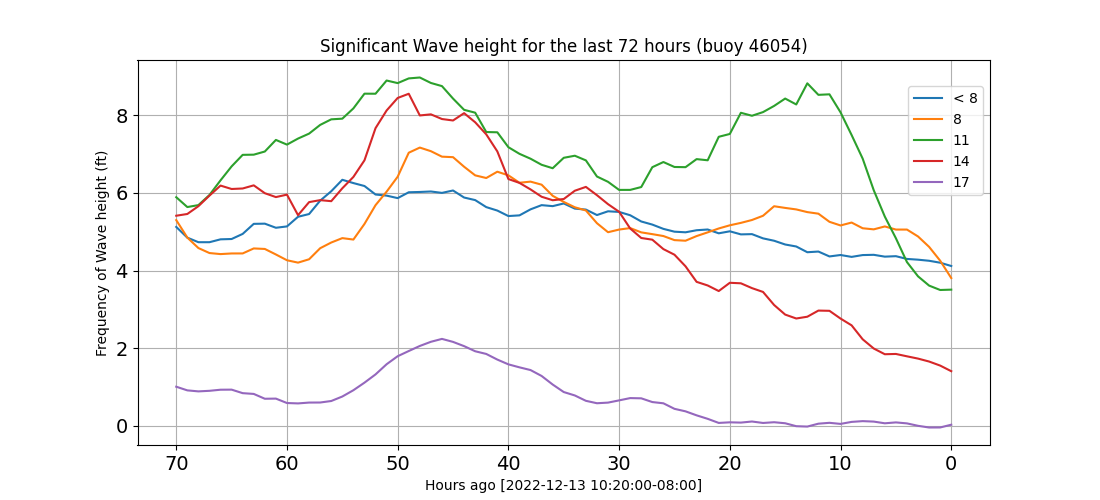 Significant Wave height for the last 72 hours (buoy 46054)
Frequency of Wave height (ft)
8
6
4
2
0
< 8
8
11
14
17
70 60 50 40 30 20 10 0
Hours ago [2022-12-13 10:20:00-08:00]